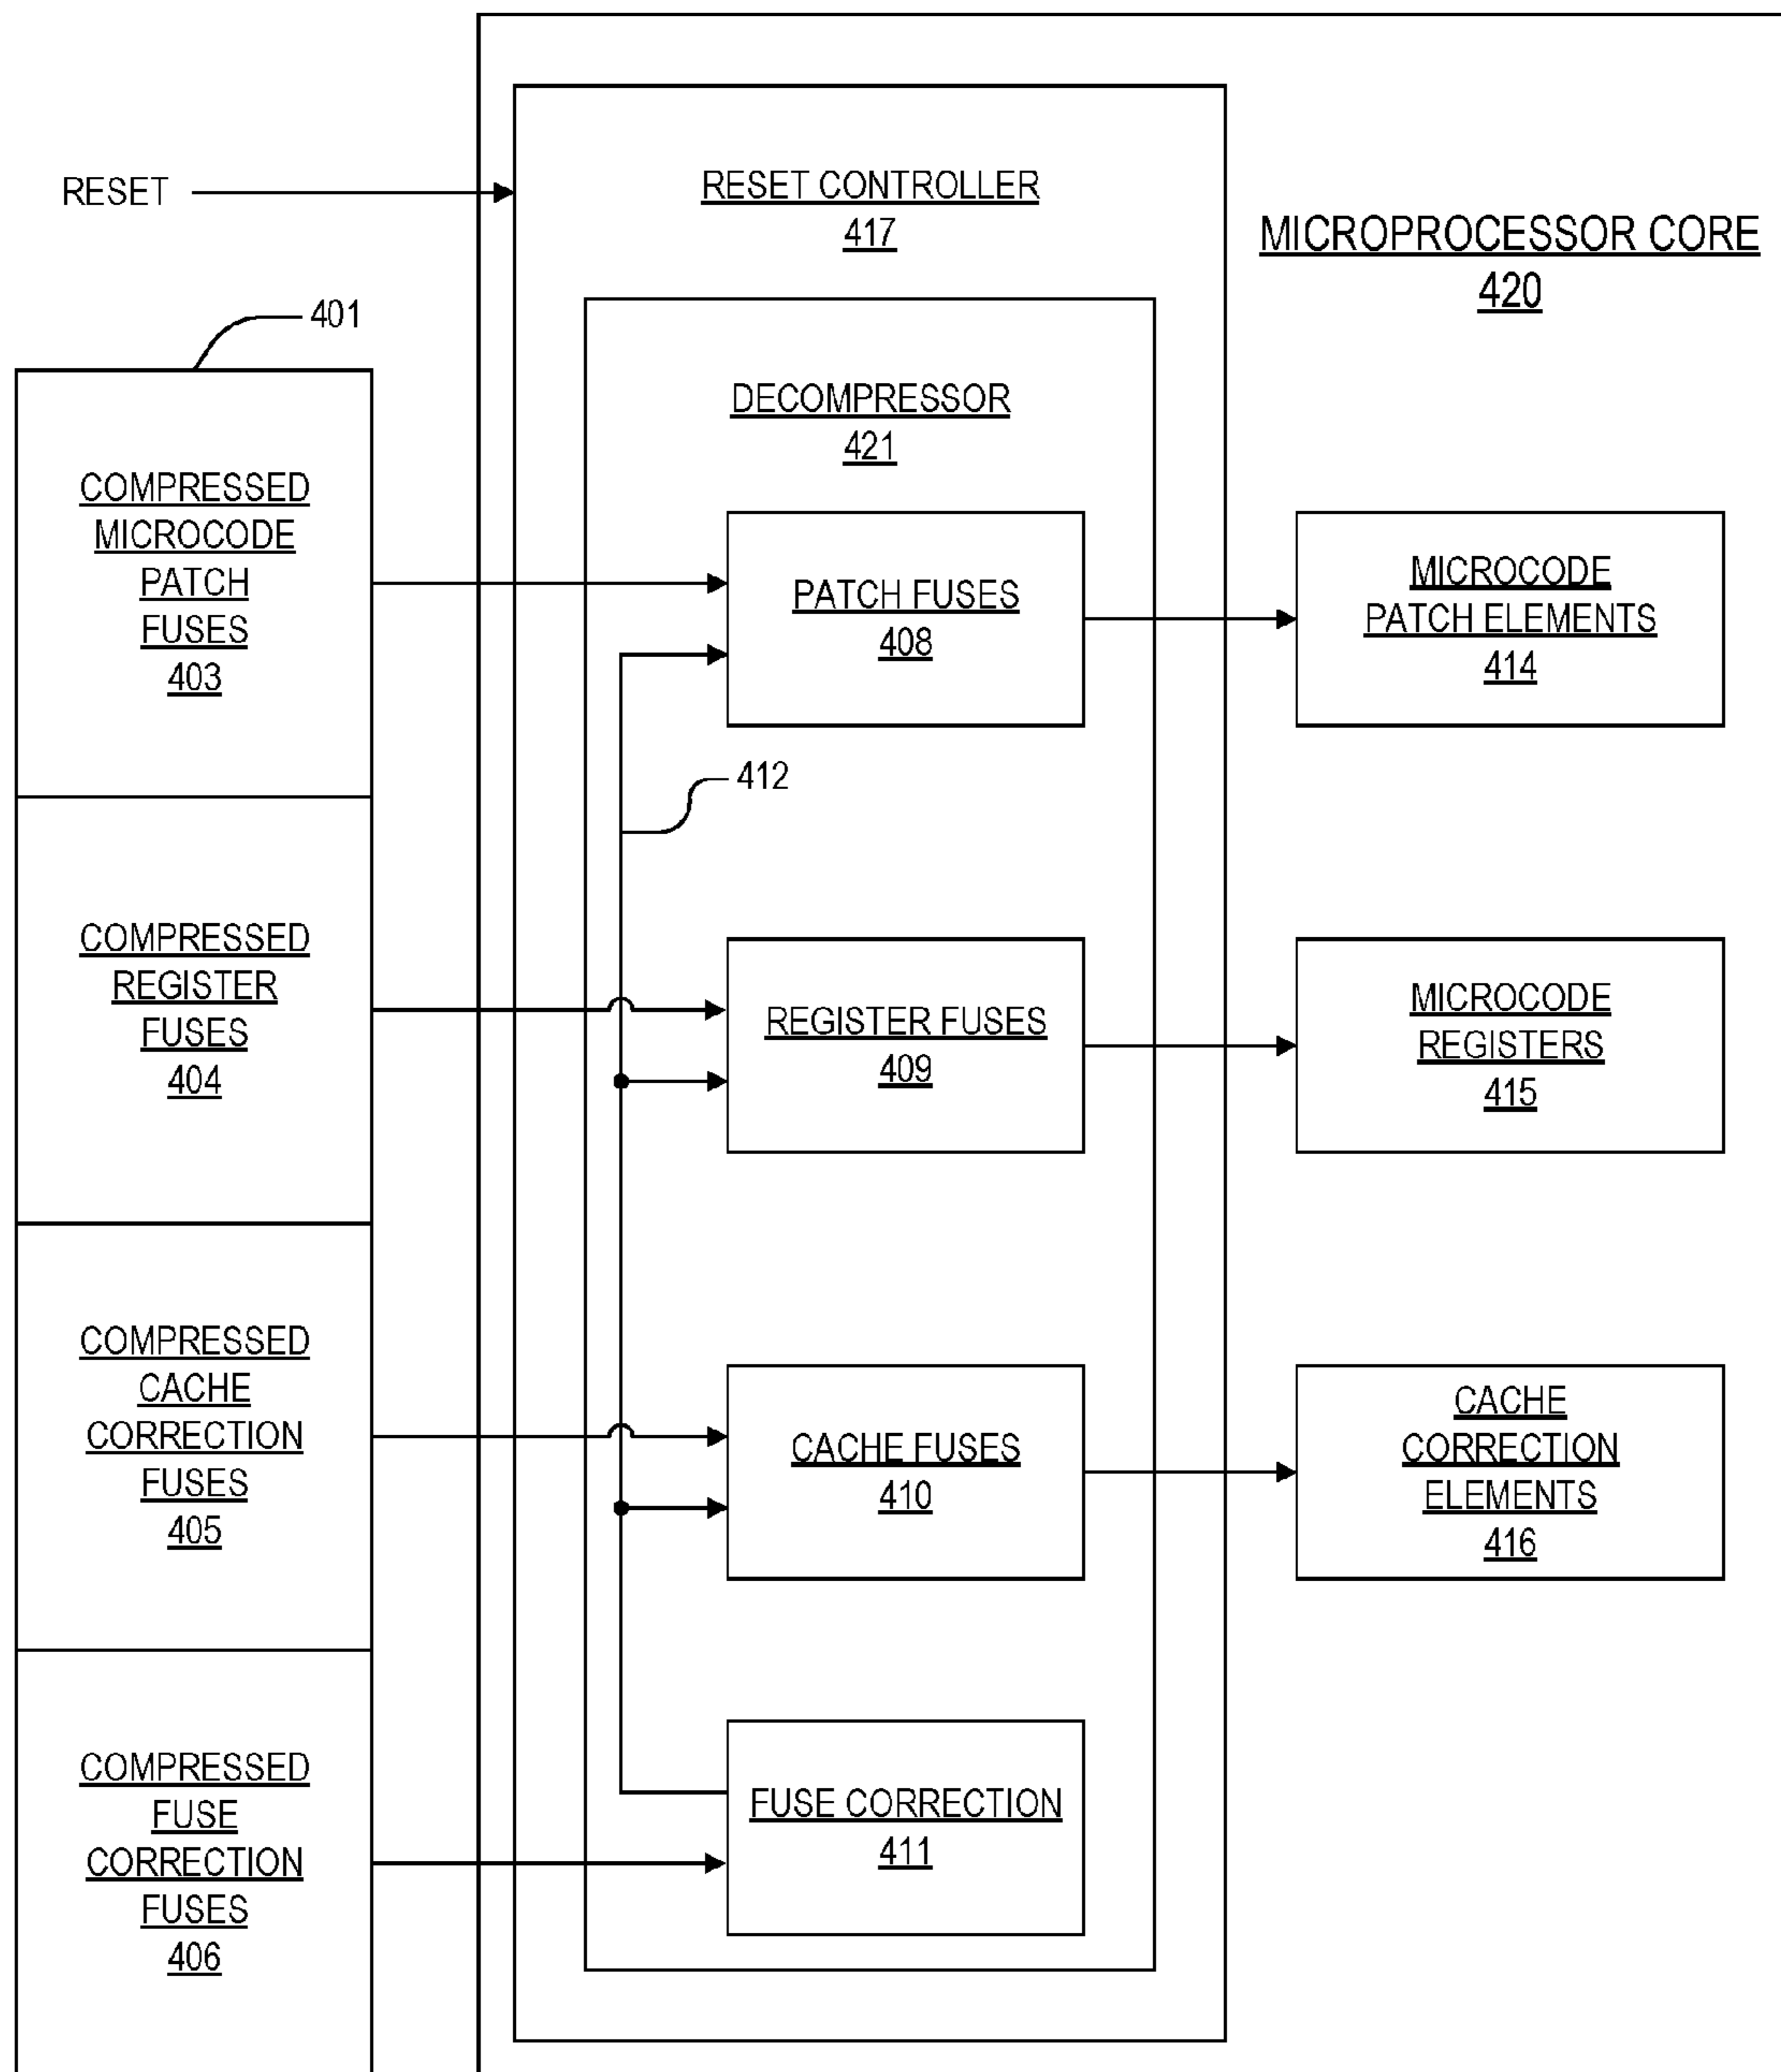 RESET
RESET CONTROLLER
417
MICROPROCESSOR CORE
420
401
DECOMPRESSOR
421
COMPRESSED
MICROCODE
PATCH
FUSES
403
PATCH FUSES
408
MICROCODE
PATCH ELEMENTS
414
412
COMPRESSED
REGISTER
FUSES
404
REGISTER FUSES
409
MICROCODE
REGISTERS
415
COMPRESSED
CACHE
CORRECTION
FUSES
405
CACHE FUSES
410
CACHE
CORRECTION
ELEMENTS
416
COMPRESSED
FUSE
CORRECTION
FUSES
406
FUSE CORRECTION
411